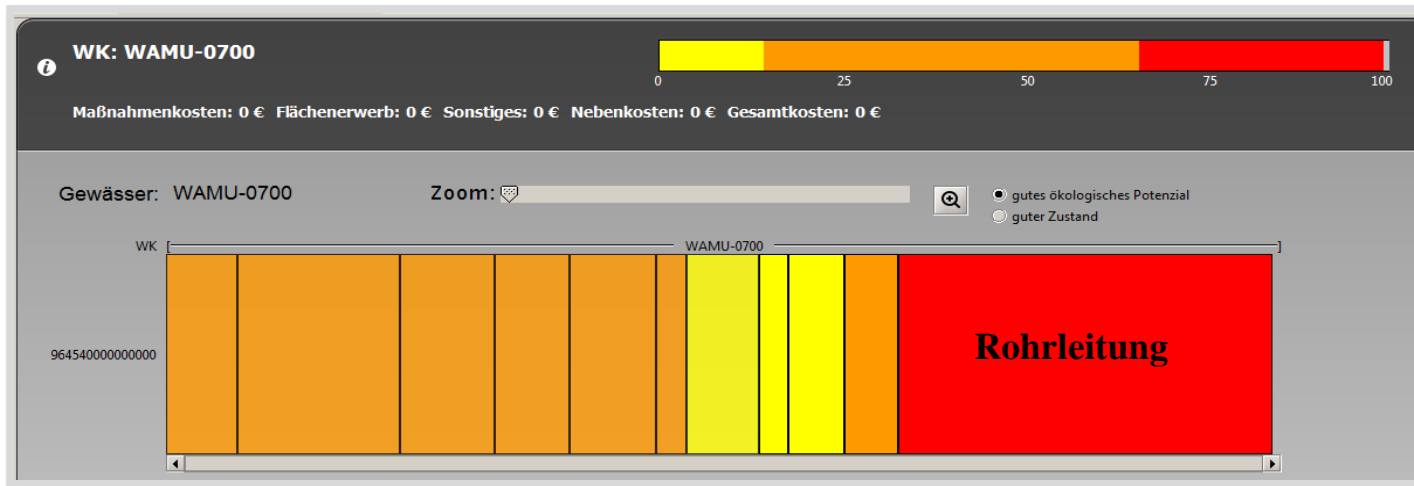 WK: WAMU-0700
0 25 50 75 100
Maßnahmenkosten: 0 € Flächenerwerb: 0 € Sonstiges: 0 € Nebenkosten: 0 € Gesamtkosten: 0 €
Gewässer: WAMU-0700 Zoom: gutes ökologisches Potenzial
guter Zustand
WK [ WAMU-0700 ]
964540000000000 Rohrleitung